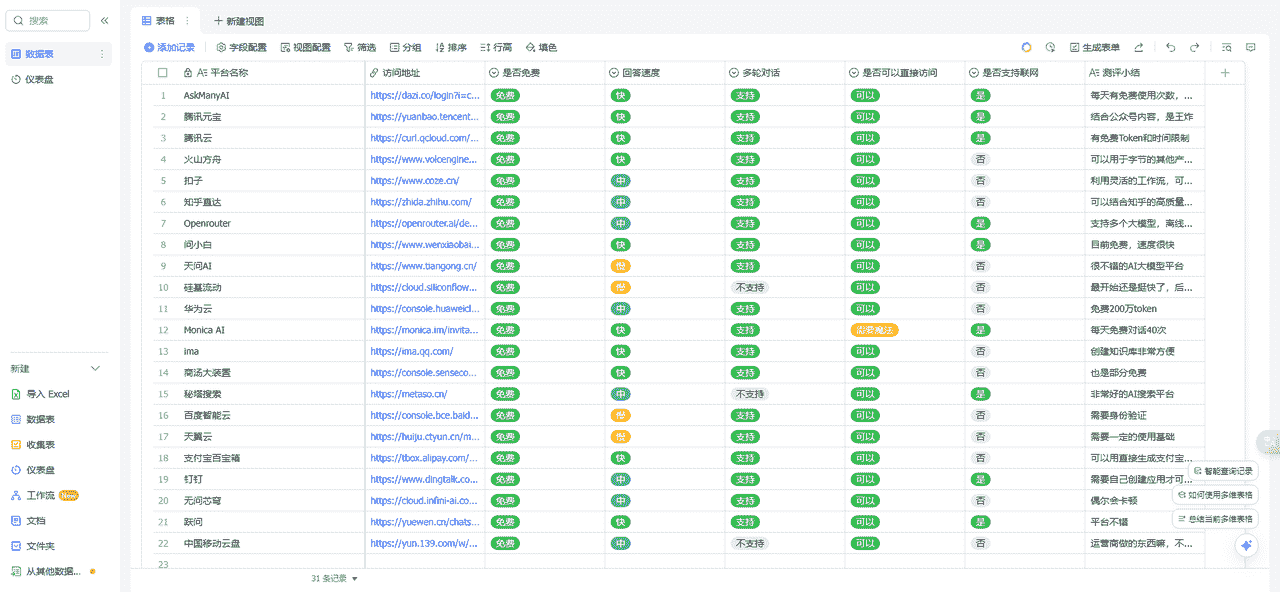 搜索
数据表
仪表盘
新建
导入 Excel
数据表
收集表
仪表盘
工作流
文档
文件夹
从其他数据...
表格 新建视图
添加记录 字段配置 视图配置 筛选 分组 排序 行高 填色 生成表单
平台名称 访问地址 是否免费 回答速度 多轮对话 是否可以直接访问 是否支持联网 测评小结
1 AskManyAI https://dazi.co/login?i=c... 免费 快 支持 可以 是 每天有免费使用次数，...
2 腾讯元宝 https://yuanbao.tencent... 免费 快 支持 可以 是 结合公众号内容，是王炸
3 腾讯云 https://curl.qcloud.com/... 免费 快 支持 可以 是 有免费Token和时间限制
4 火山方舟 https://www.volcengine... 免费 快 支持 可以 否 可以用于字节的其他产...
5 扣子 https://www.coze.cn/ 免费 中 支持 可以 否 利用灵活的工作流，可...
6 知乎直达 https://zhida.zhihu.com/ 免费 中 支持 可以 否 可以结合知乎的高质量...
7 Openrouter https://openrouter.ai/de... 免费 中 支持 可以 是 支持多个大模型，离线...
8 问小白 https://www.wenxiaobai... 免费 快 支持 可以 是 目前免费，速度很快
9 天问AI https://www.tiangong.cn/ 免费 慢 支持 可以 否 很不错的AI大模型平台
10 硅基流动 https://cloud.siliconflow... 免费 慢 不支持 可以 否 最开始还是挺快了，后...
11 华为云 https://console.huaweicl... 免费 中 支持 可以 否 免费200万token
12 Monica AI https://monica.im/invita... 免费 快 支持 需要魔法 是 每天免费对话40次
13 ima https://ima.qq.com/ 免费 快 支持 可以 否 创建知识库非常方便
14 商汤大装置 https://console.senseco... 免费 快 支持 可以 否 也是部分免费
15 秘塔搜索 https://metaso.cn/ 免费 中 不支持 可以 是 非常好的AI搜索平台
16 百度智能云 https://console.bce.baid... 免费 慢 支持 可以 否 需要身份验证
17 天翼云 https://huiju.ctyun.cn/m... 免费 慢 支持 可以 否 需要一定的使用基础
18 支付宝百宝箱 https://tbox.alipay.com/... 免费 快 支持 可以 否 可以用直接生成支付宝...
19 钉钉 https://www.dingtalk.co... 免费 中 支持 可以 是 需要自己创建应用才可...
20 无问芯穹 https://cloud.infini-ai.co... 免费 中 支持 可以 否 偶尔会卡顿
21 跃问 https://yuewen.cn/chats... 免费 快 支持 可以 是 平台不错
22 中国移动云盘 https://yun.139.com/w/... 免费 中 不支持 可以 否 运营商做的东西嘛，不...
23
智能查询记录
如何使用多维表格
总结当前多维表格
31 条记录